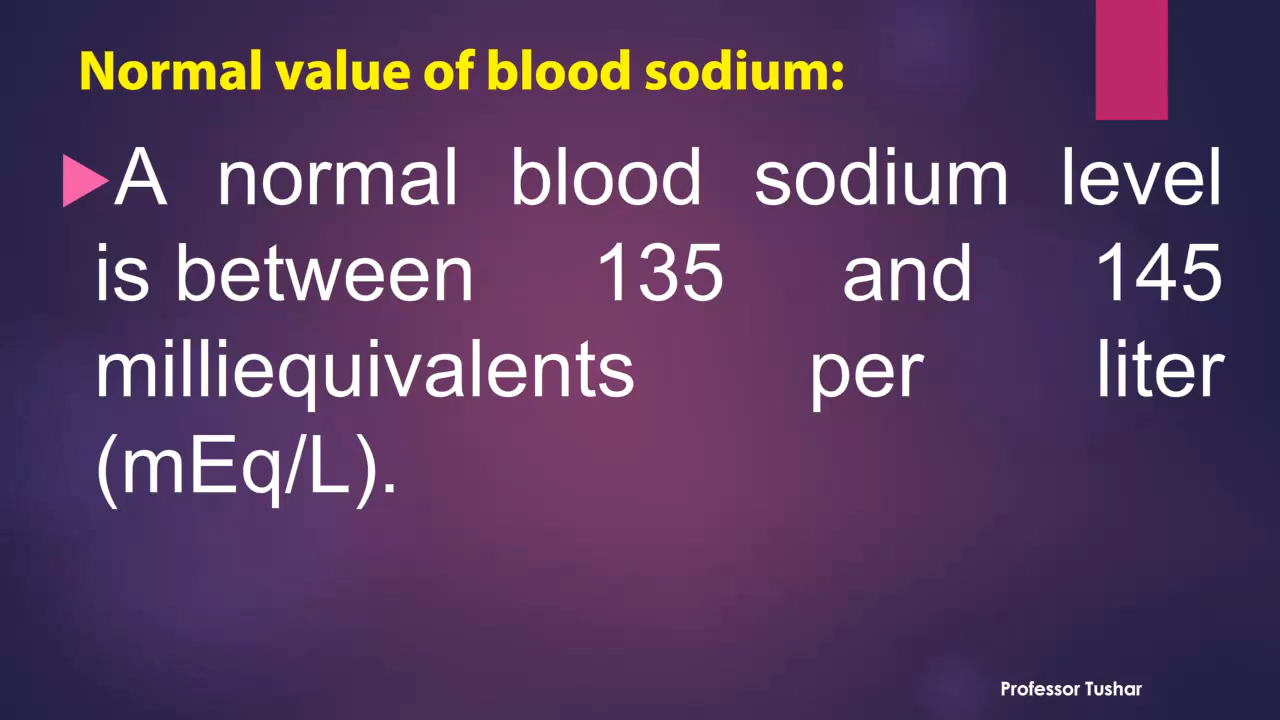 Normal value of blood sodium:
A normal blood sodium level
is between 135 and 145
milliequivalents per liter
(mEq/L).
Professor Tushar